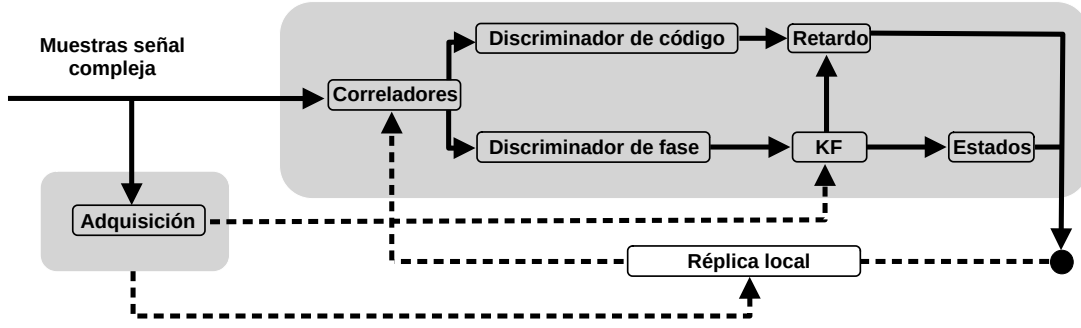 Muestras señal
compleja
Discriminador de código
Retardo
Correladores
Discriminador de fase
KF
Estados
Adquisición
Réplica local